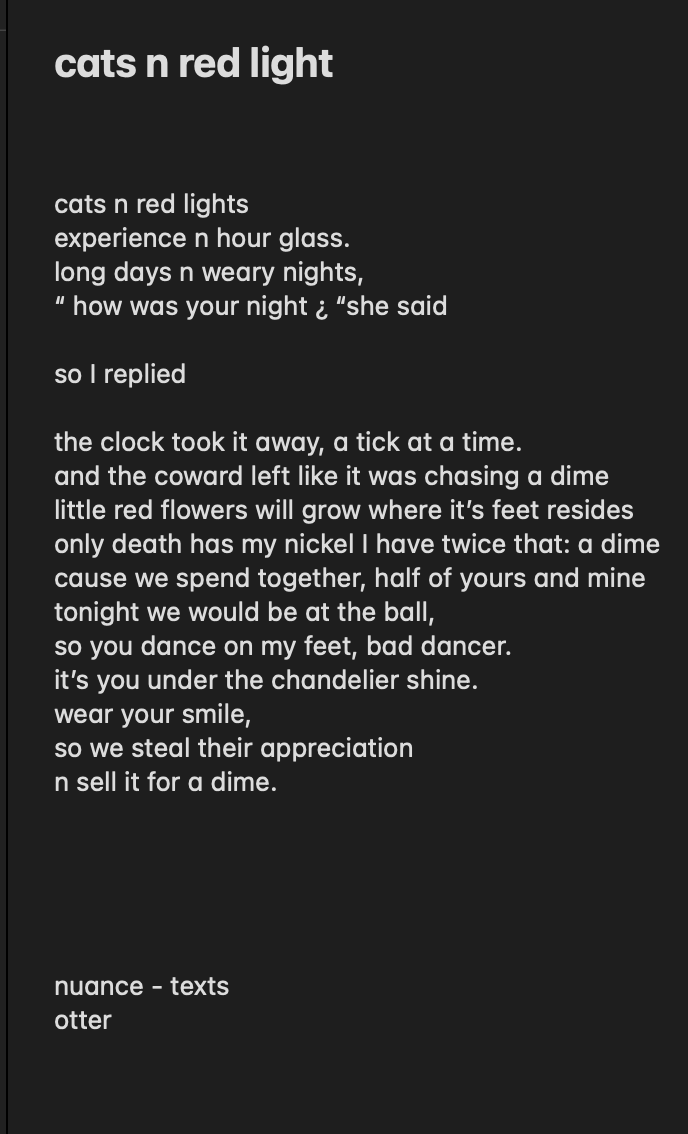 cats n red light
cats n red lights
experience n hour glass.
long days n weary nights,
“ how was your night ¿ “she said
so I replied
the clock took it away, a tick at a time.
and the coward left like it was chasing a dime
little red flowers will grow where it’s feet resides
only death has my nickel I have twice that: a dime
cause we spend together, half of yours and mine
tonight we would be at the ball,
so you dance on my feet, bad dancer.
it’s you under the chandelier shine.
wear your smile,
so we steal their appreciation
n sell it for a dime.
nuance - texts
otter